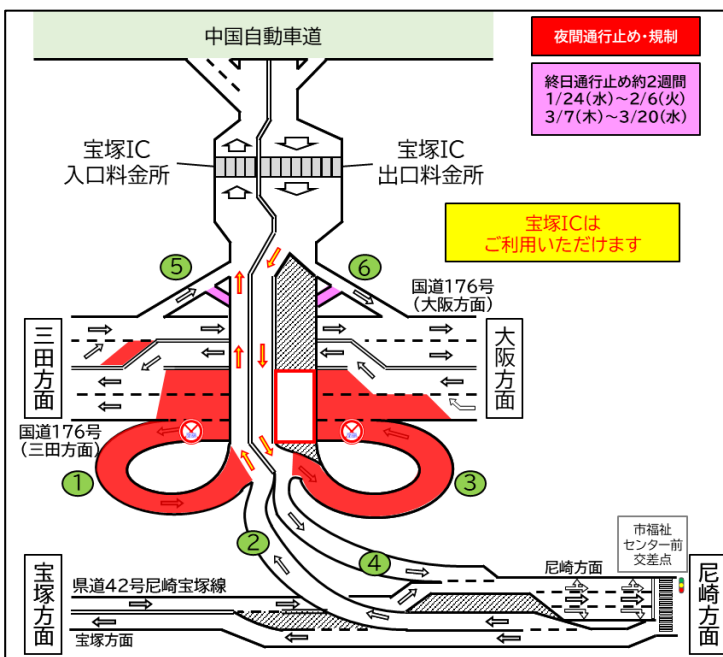 中国自動車道
夜間通行止め・規制
終日通行止め約2週間
1/24(水)～2/6(火)
3/7(木)～3/20(水)
宝塚IC
入口料金所
宝塚IC
出口料金所
宝塚ICは
ご利用いただけます
⑤
⑥
国道176号
(大阪方面)
三田方面
大阪方面
国道176号
(三田方面)
①
③
②
④
市福祉
センター前
交差点
宝塚方面
県道42号尼崎宝塚線
尼崎方面
尼崎方面
宝塚方面